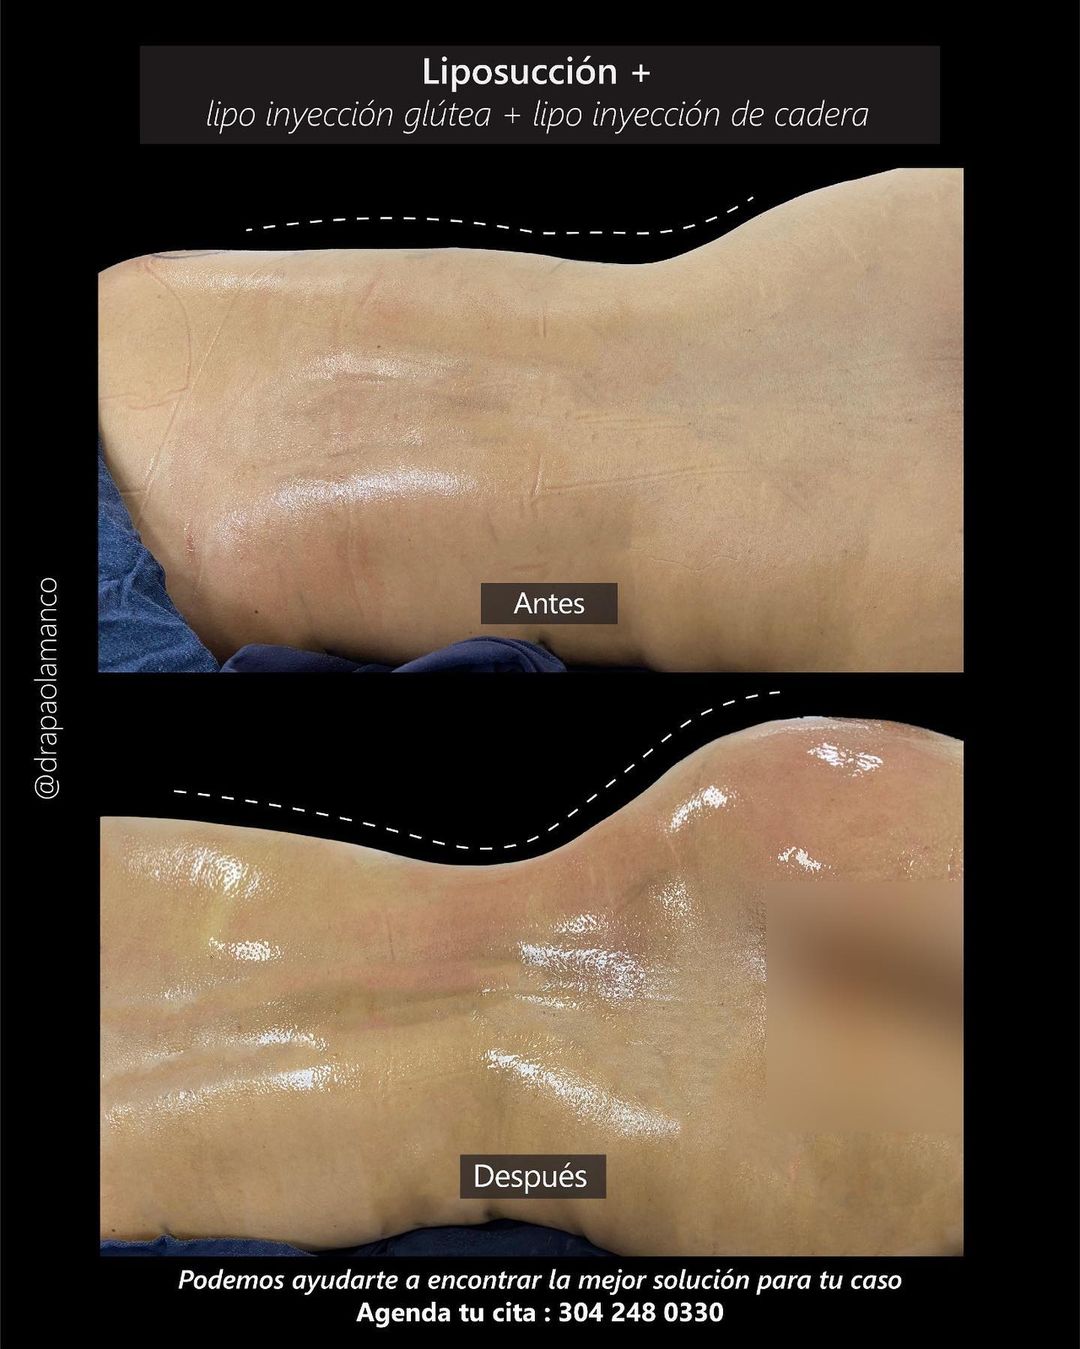 Liposucción +
lipo inyección glútea + lipo inyección de cadera
Antes
@drapaolamanco
Después
Podemos ayudarte a encontrar la mejor solución para tu caso
Agenda tu cita : 304 248 0330